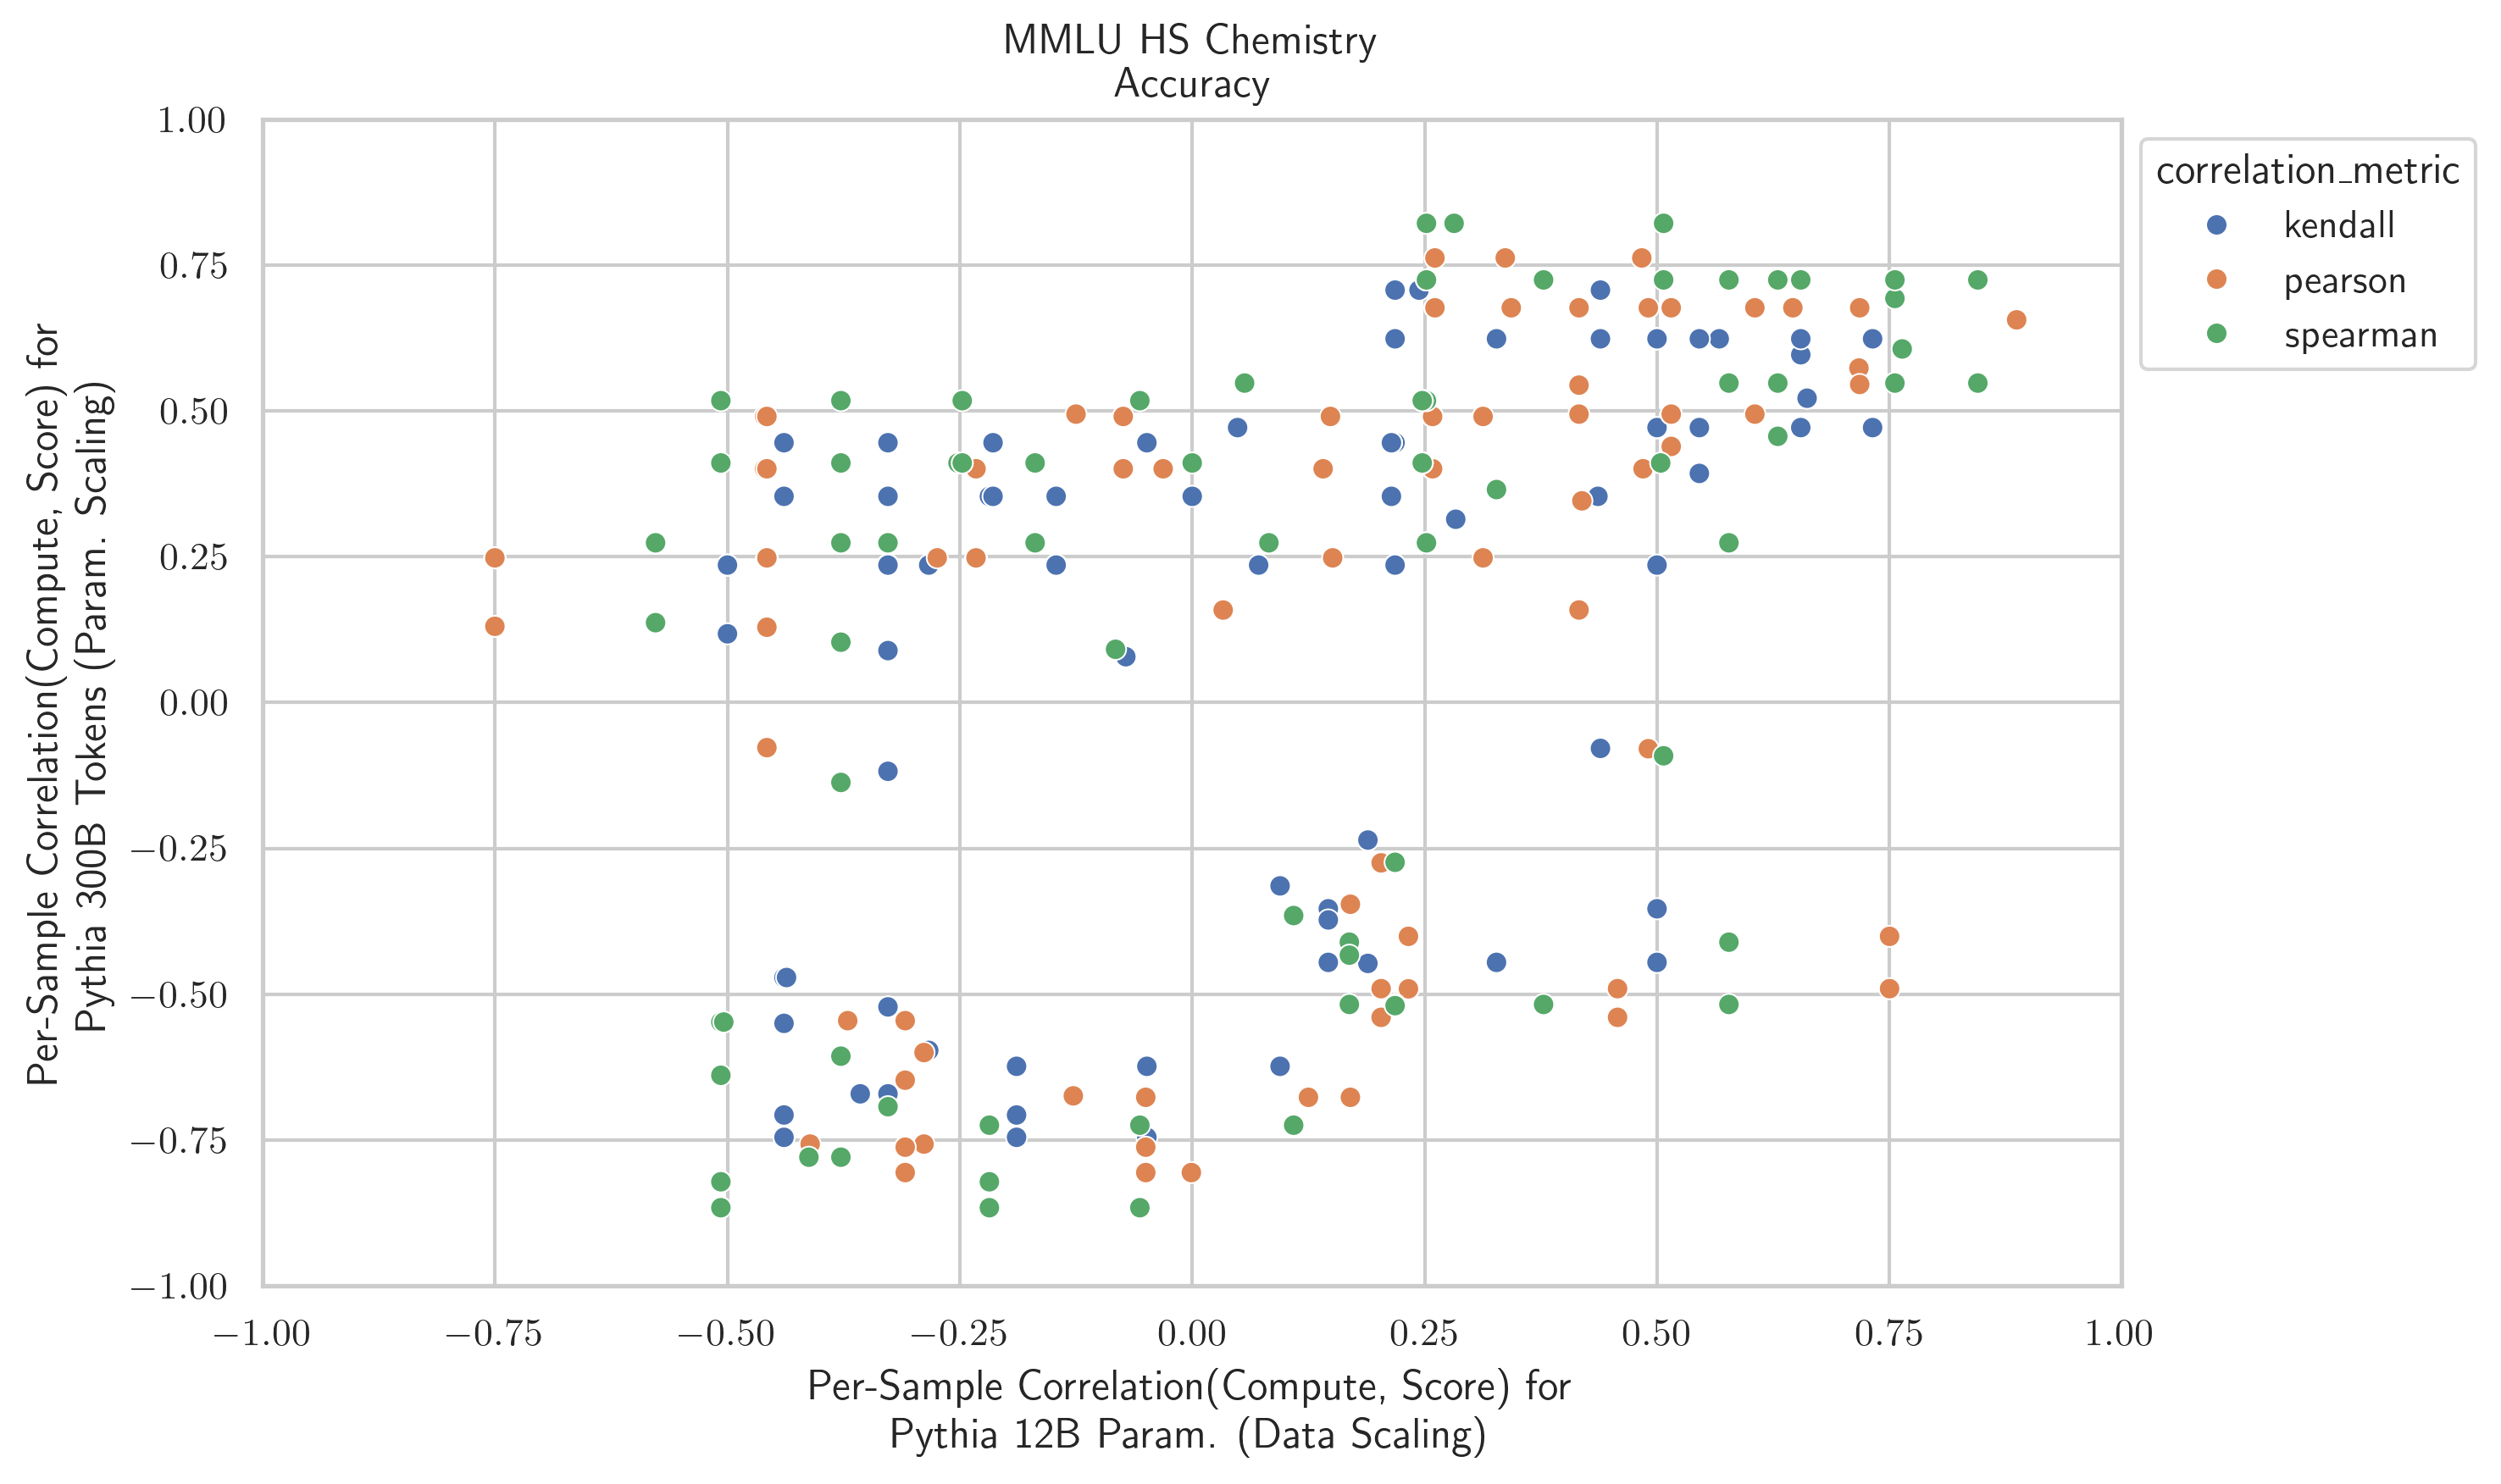 MMLU HS Chemistry
Accuracy
Per-Sample Correlation(Compute, Score) for
Pythia 300B Tokens (Param. Scaling)
1.00
0.75
0.50
0.25
0.00
−0.25
−0.50
−0.75
−1.00
−1.00 −0.75 −0.50 −0.25 0.00 0.25 0.50 0.75 1.00
Per-Sample Correlation(Compute, Score) for
Pythia 12B Param. (Data Scaling)
correlation_metric
kendall
pearson
spearman